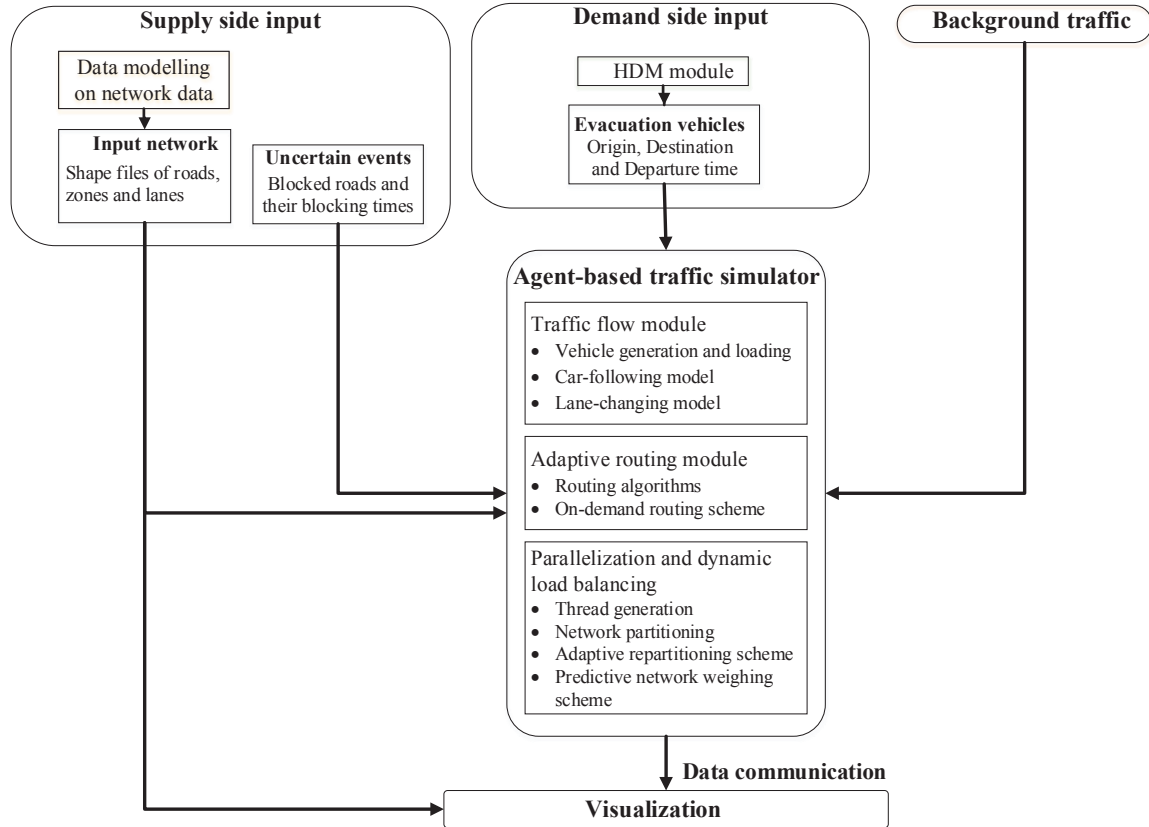 Supply side input
Data modelling
on network data
Input network
Shape files of roads,
zones and lanes
Uncertain events
Blocked roads and
their blocking times
Demand side input
HDM module
Evacuation vehicles
Origin, Destination
and Departure time
Background traffic
Agent-based traffic simulator
Traffic flow module
• Vehicle generation and loading
• Car-following model
• Lane-changing model
Adaptive routing module
• Routing algorithms
• On-demand routing scheme
Parallelization and dynamic
load balancing
• Thread generation
• Network partitioning
• Adaptive repartitioning scheme
• Predictive network weighing
scheme
Data communication
Visualization